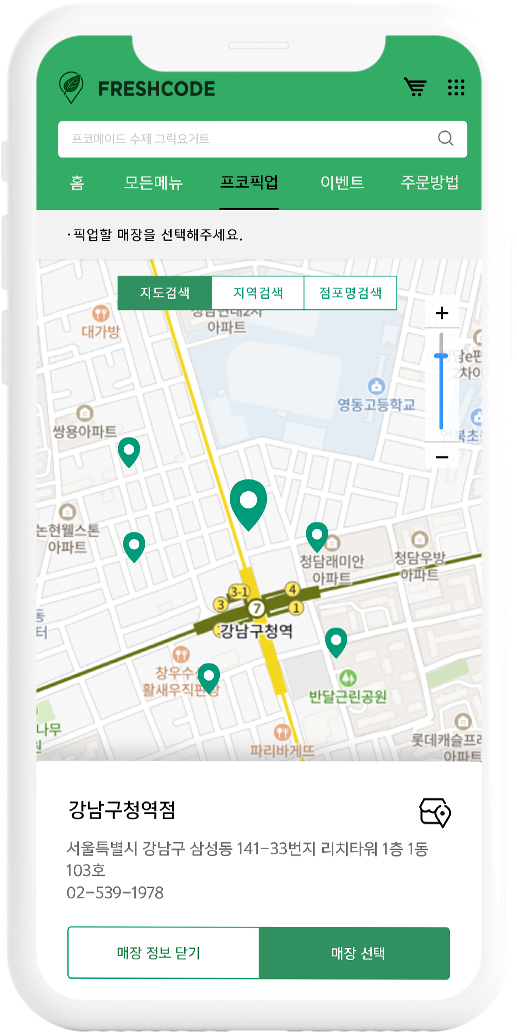 FRESHCODE
프코메이드 수제 그릭요거트
홈
모든메뉴
프코픽업
이벤트
주문방법
·픽업할 매장을 선택해주세요.
지도검색
지역검색
점포명검색
아파트
대가방
+
영동고등학교
쌍용아파트
−
논현웰스톤
아파트
청담래미안
아파트
청담우방
아파트
3-1
4
3
7
1
강남구청역
창우수
활새우직판장
반달근린공원
나무
파리바게뜨
롯데캐슬프
아파트
강남구청역점
서울특별시 강남구 삼성동 141-33번지 리치타워 1층 1동
103호
02-539-1978
매장 정보 닫기
매장 선택